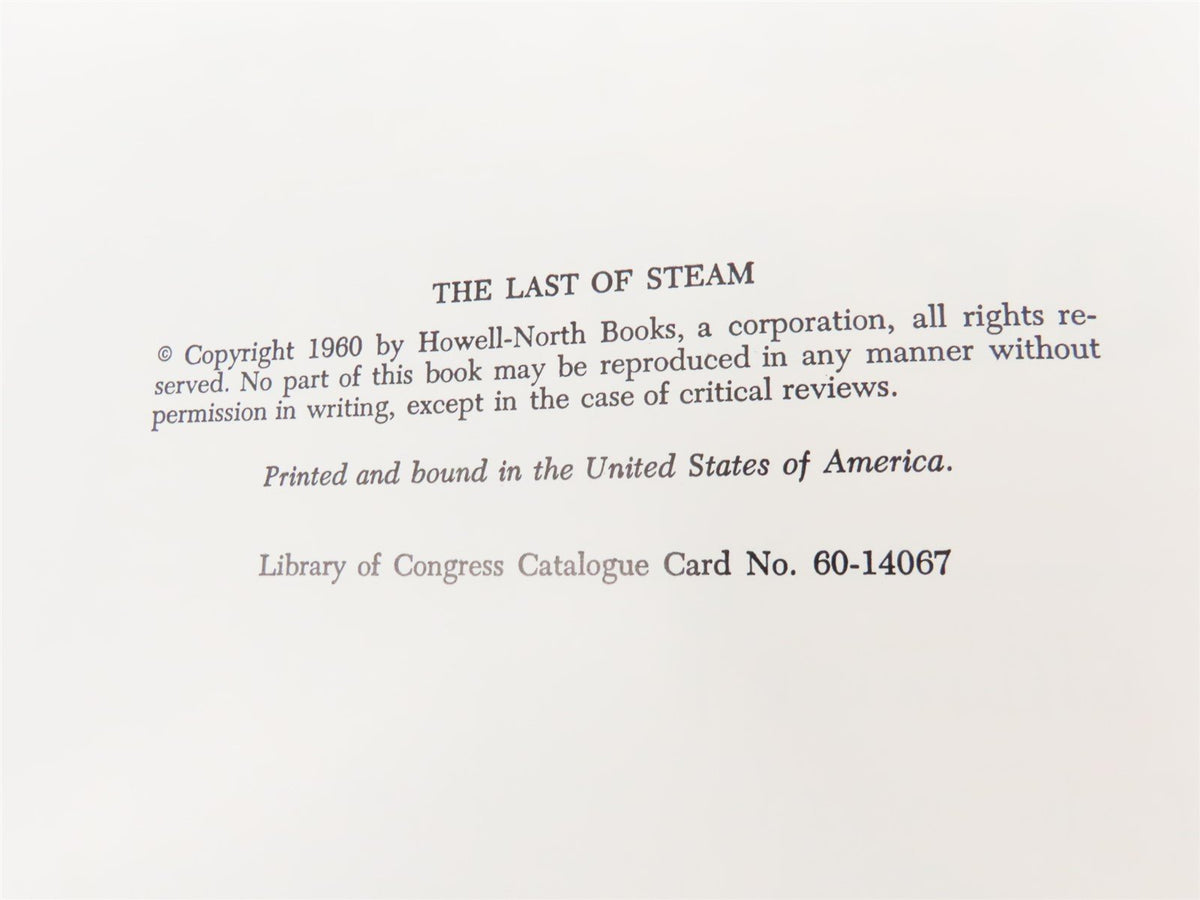 THE LAST OF STEAM
© Copyright 1960 by Howell-North Books, a corporation, all rights re-
served. No part of this book may be reproduced in any manner without
permission in writing, except in the case of critical reviews.
Printed and bound in the United States of America.
Library of Congress Catalogue Card No. 60-14067